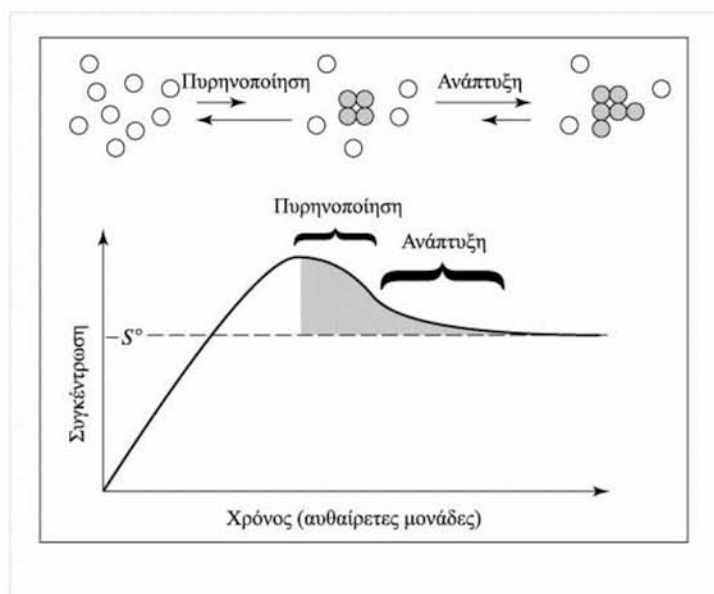 Πυρηνοποίηση
Ανάπτυξη
Πυρηνοποίηση
Ανάπτυξη
S°
Συγκέντρωση
Χρόνος (αυθαίρετες μονάδες)